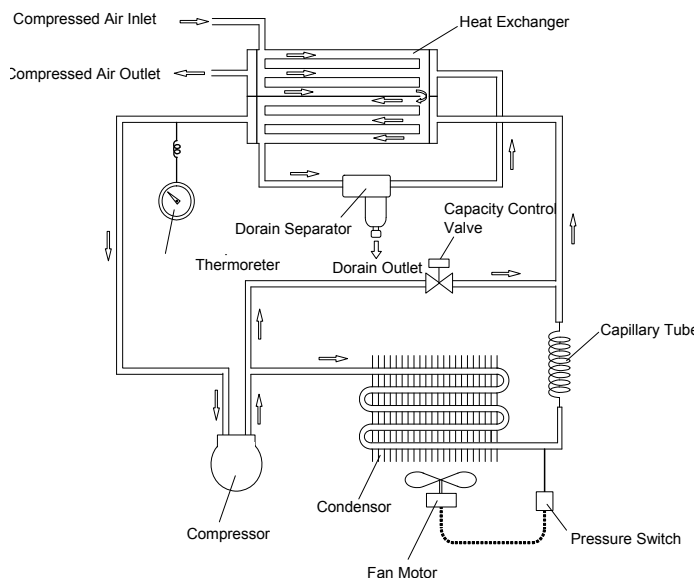 Compressed Air Inlet
Heat Exchanger
Compressed Air Outlet
Dorain Separator
Capacity Control
Valve
Thermoreter
Dorain Outlet
Capillary Tube
Compressor
Condensor
Pressure Switch
Fan Motor